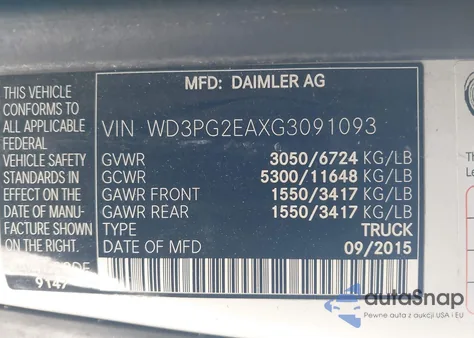 MFD: DAIMLER AG
THIS VEHICLE
CONFORMS TO
ALL APPLICABLE
FEDERAL
VEHICLE SAFETY
STANDARDS IN
EFFECT ON THE
DATE OF MANU-
FACTURE SHOWN
ON THE RIGHT.
VIN WD3PG2EAXG3091093
GVWR 3050/6724 KG/LB
GCWR 5300/11648 KG/LB
GAWR FRONT 1550/3417 KG/LB
GAWR REAR 1550/3417 KG/LB
TYPE TRUCK
DATE OF MFD 09/2015
9147
autoSnap
Pewne auta z aukcji USA i EU